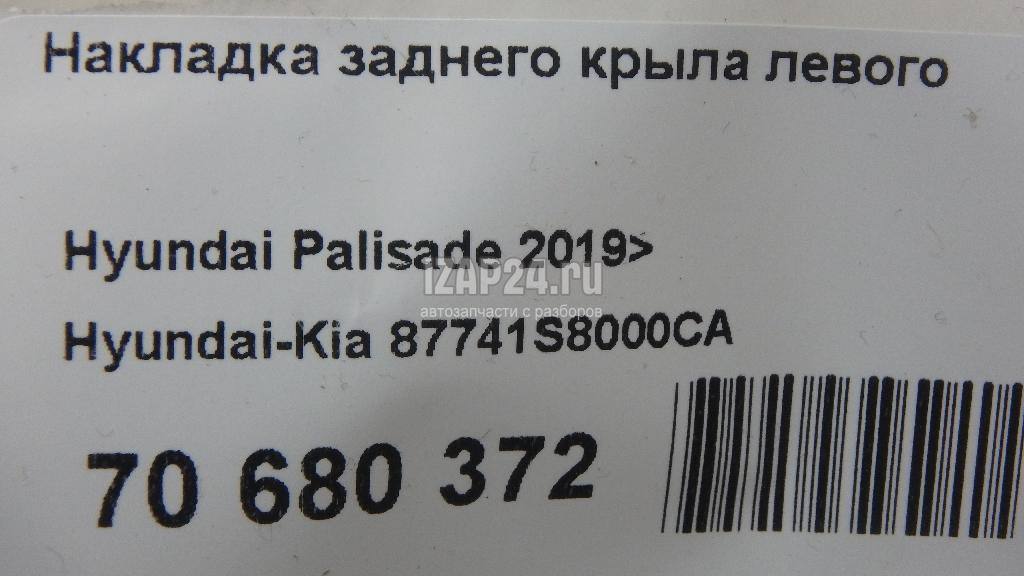 Накладка заднего крыла левого
Hyundai Palisade 2019>
IZAP24.ru
автозапчасти с разборов
Hyundai-Kia 87741S8000CA
70 680 372